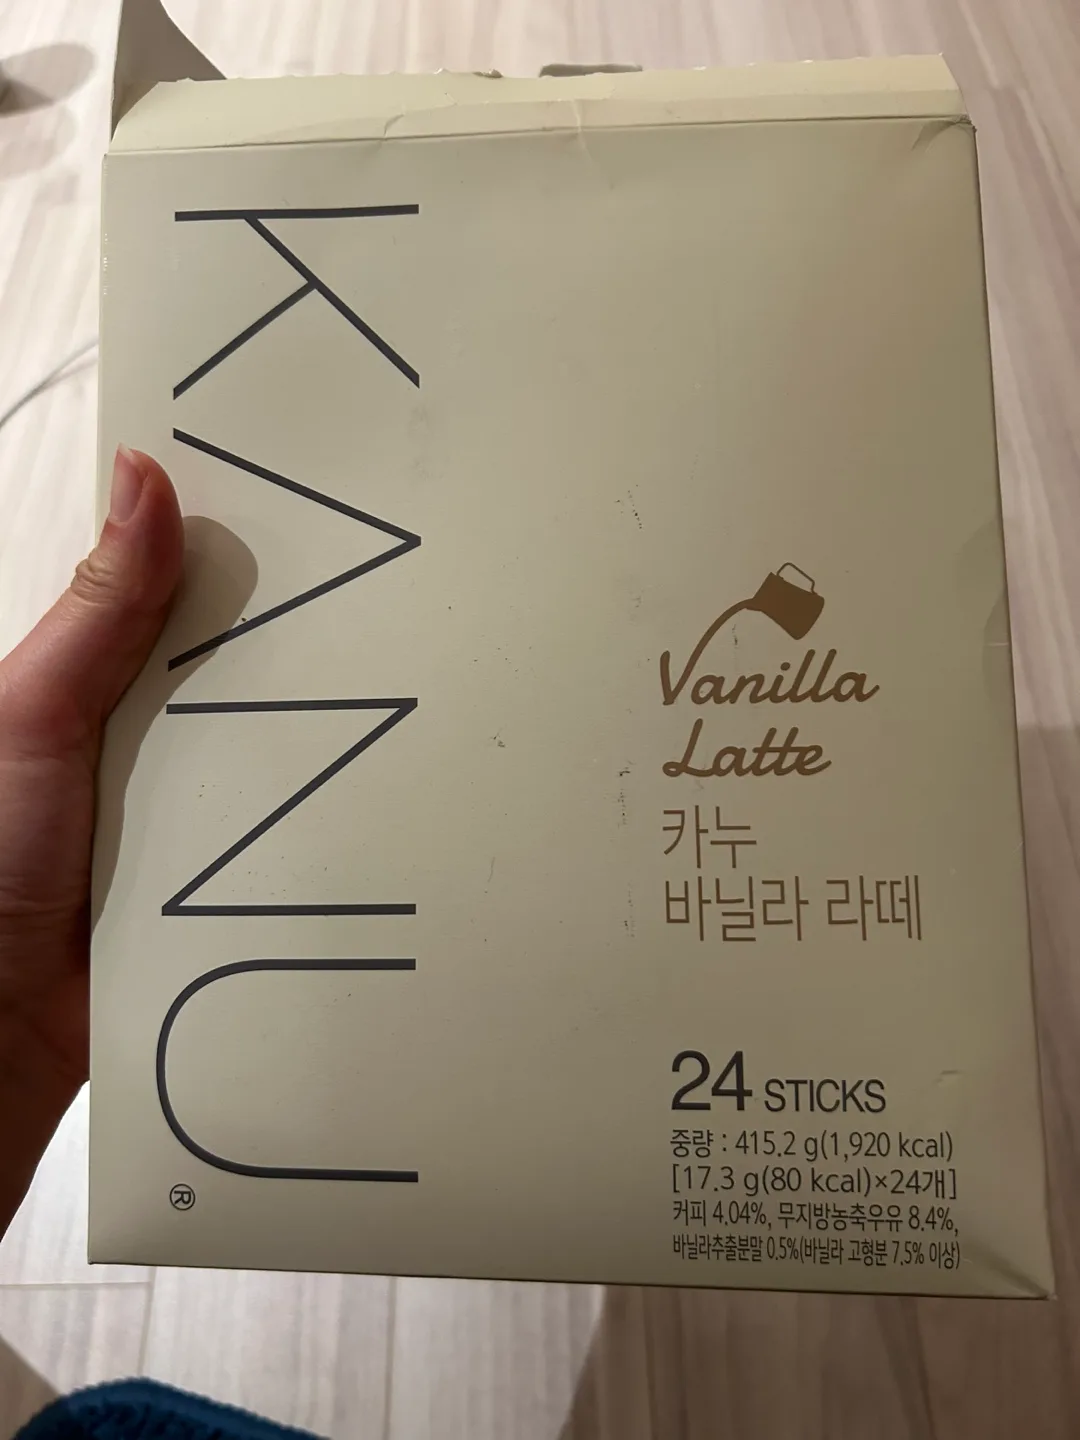 KANU®
Vanilla
Latte
카누
바닐라 라떼
24 STICKS
중량 : 415.2 g(1,920 kcal)
[17.3 g(80 kcal)×24개]
커피 4.04%, 무지방농축우유 8.4%,
바닐라추출분말 0.5%(바닐라 고형분 7.5% 이상)